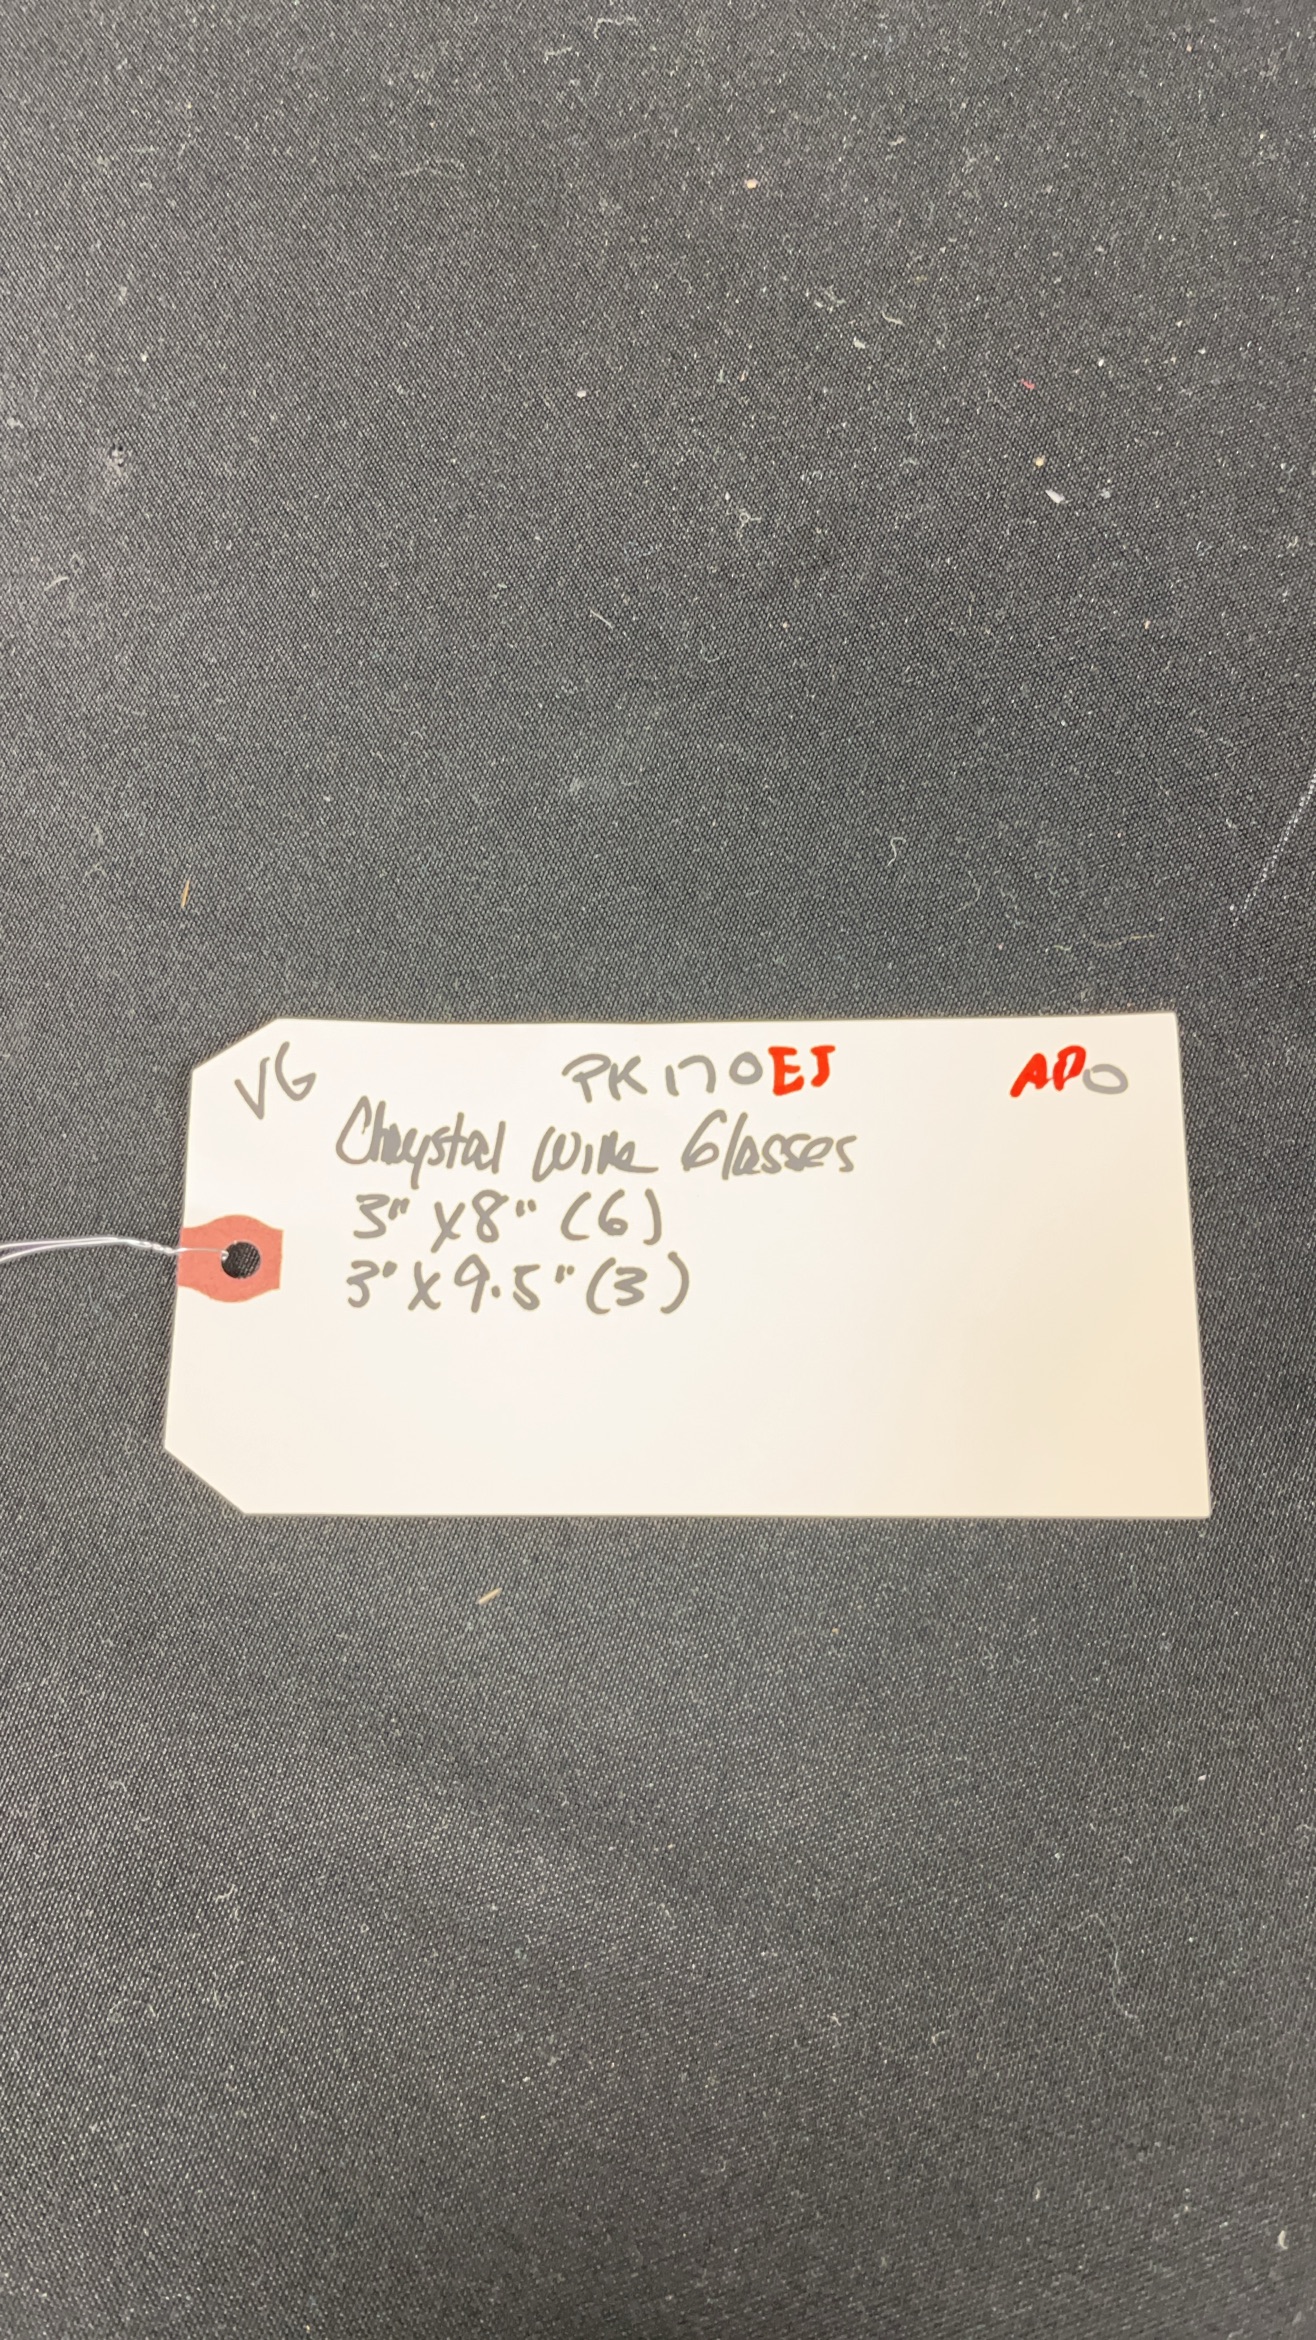 VG PK170EJ APO
Chrystal Wine Glasses
3" x 8" (6)
3" x 9.5" (3)